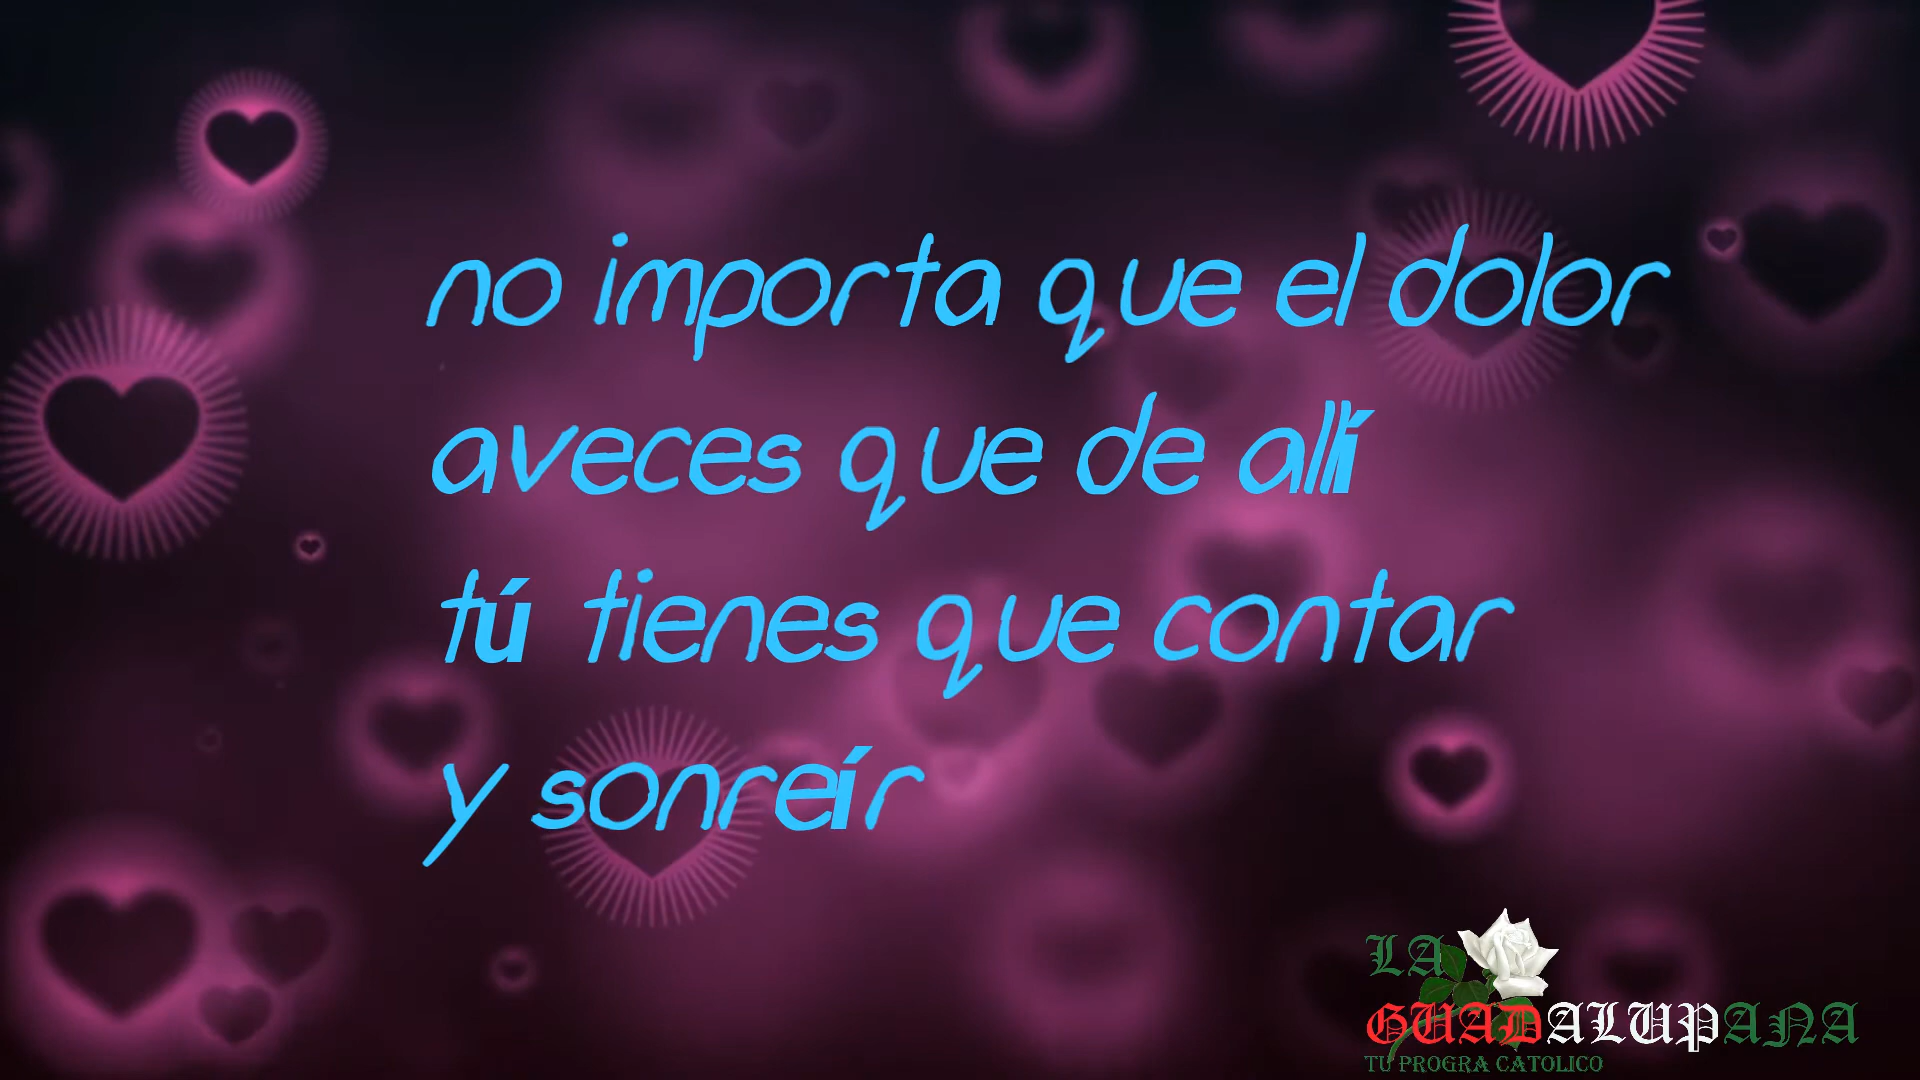 no importa que el dolor
aveces que de allí
tú tienes que contar
y sonreír
LA
GUADALUPANA
TU PROGRA CATOLICO